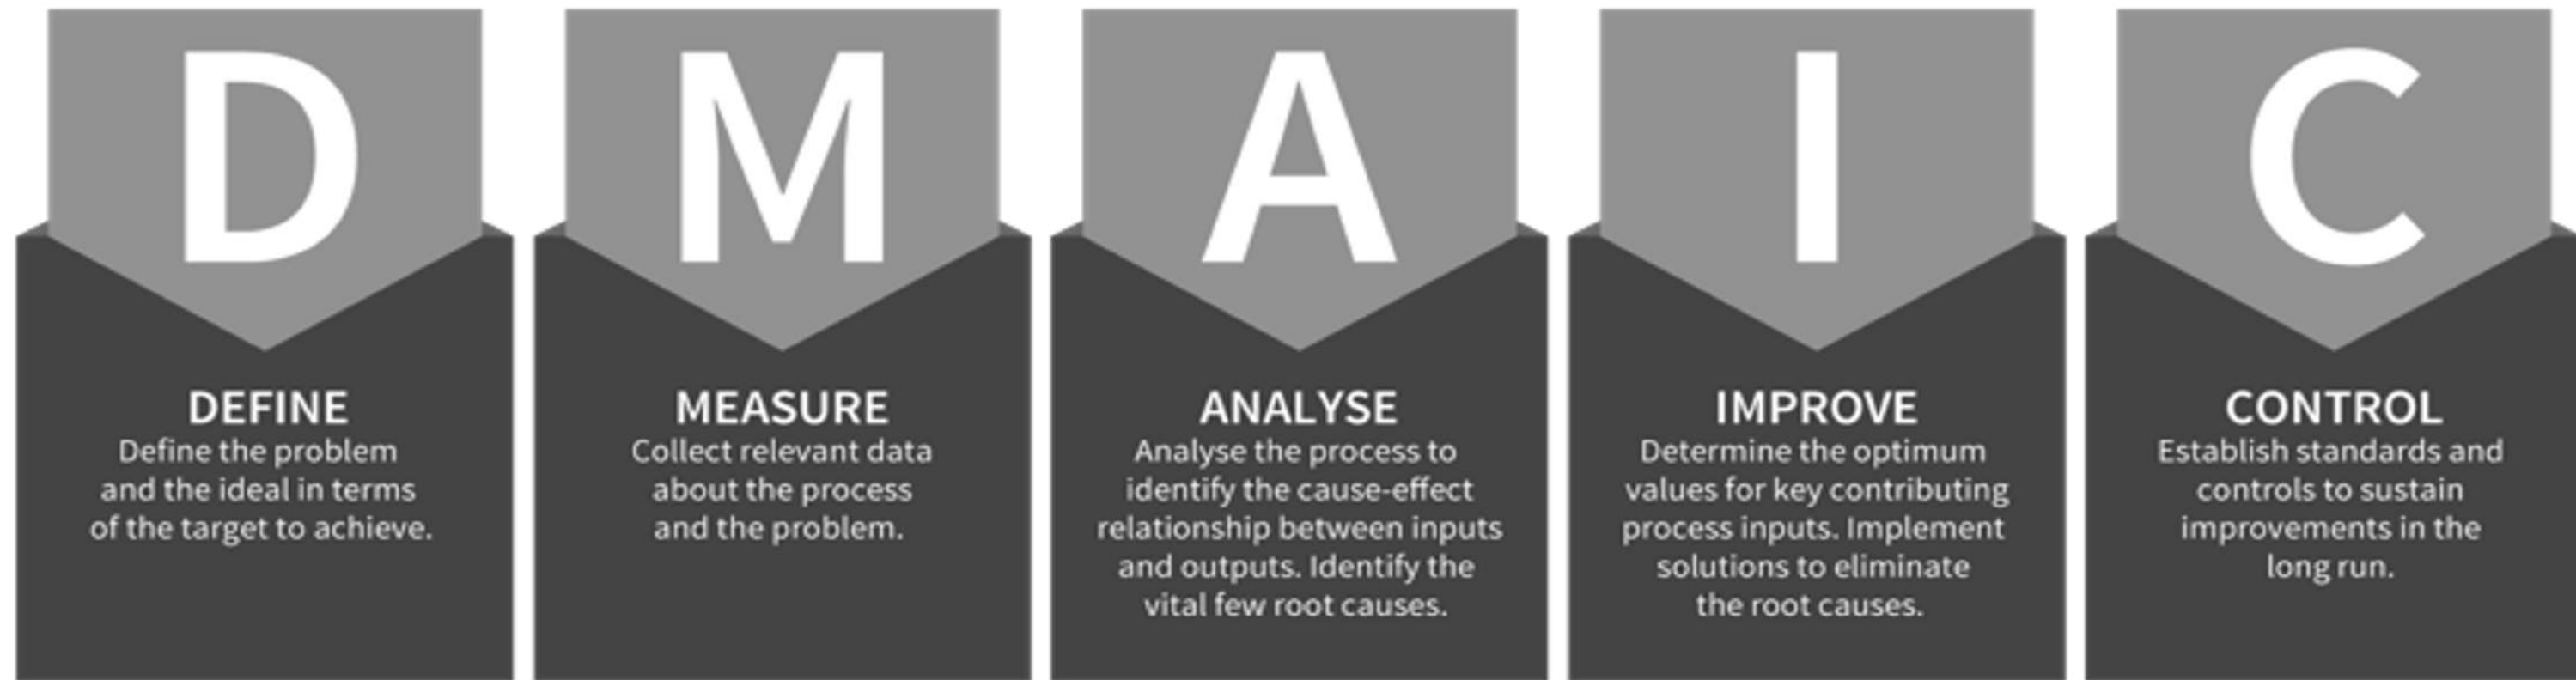 D
DEFINE
Define the problem
and the ideal in terms
of the target to achieve.
M
MEASURE
Collect relevant data
about the process
and the problem.
A
ANALYSE
Analyse the process to
identify the cause-effect
relationship between inputs
and outputs. Identify the
vital few root causes.
I
IMPROVE
Determine the optimum
values for key contributing
process inputs. Implement
solutions to eliminate
the root causes.
C
CONTROL
Establish standards and
controls to sustain
improvements in the
long run.